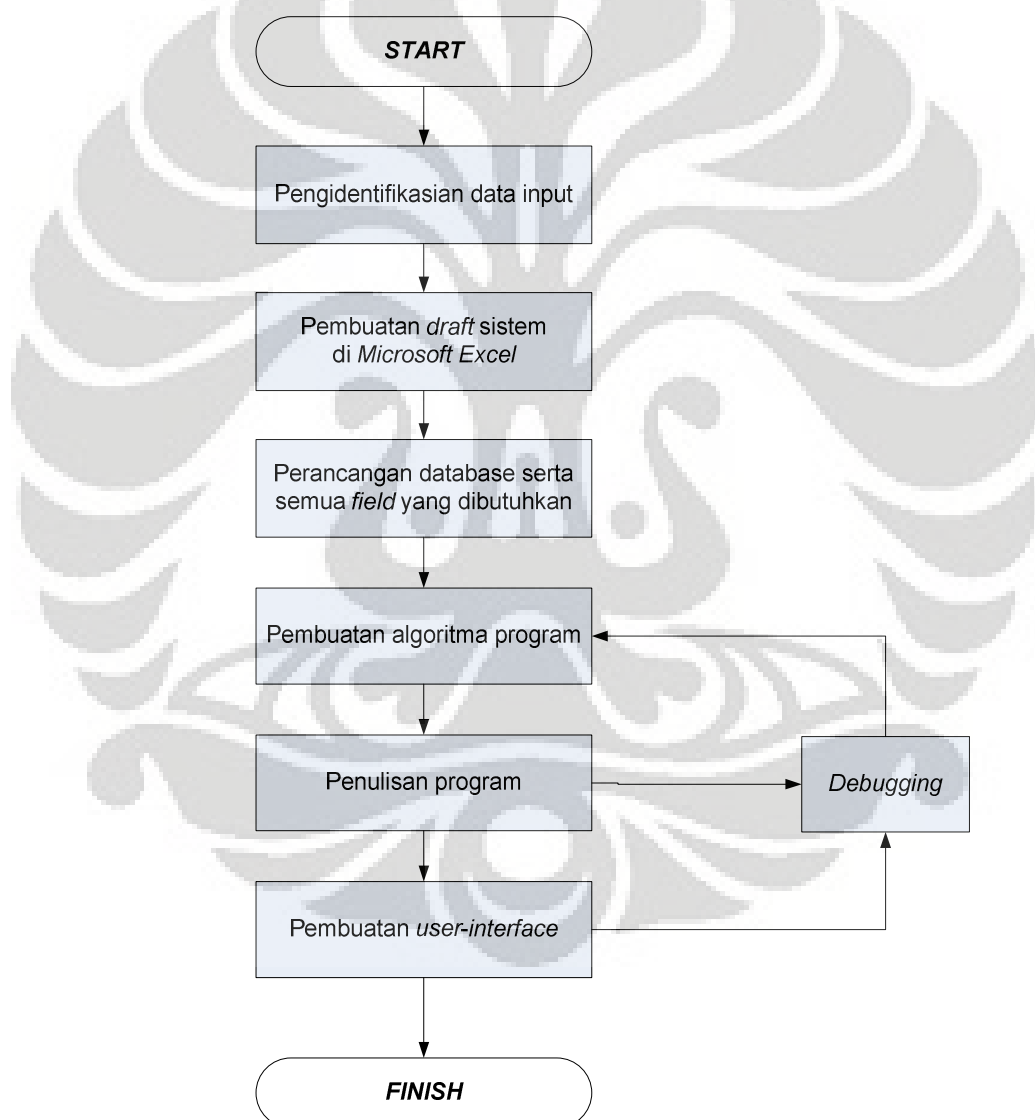 START
Pengidentifikasian data input
Pembuatan draft sistem
di Microsoft Excel
Perancangan database serta
semua field yang dibutuhkan
Pembuatan algoritma program
Penulisan program
Debugging
Pembuatan user-interface
FINISH